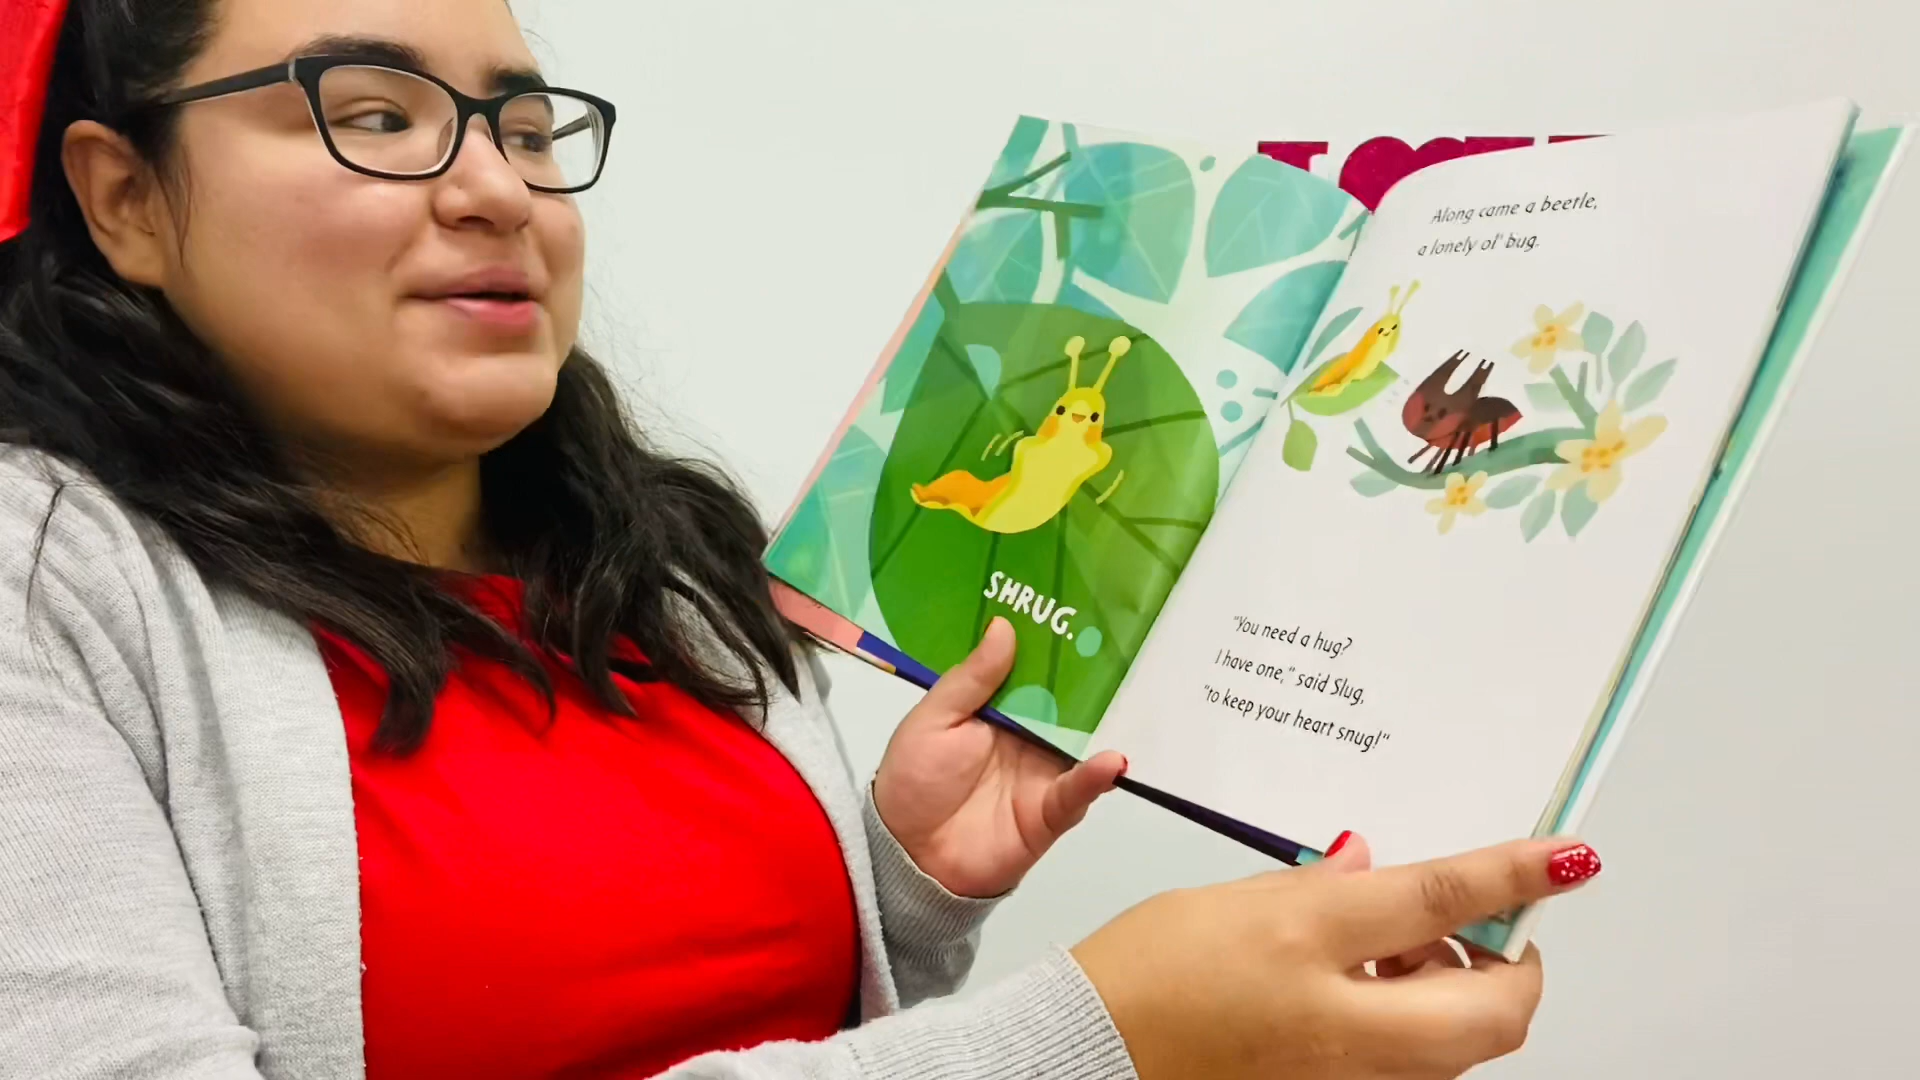 SHRUG.
Along came a beetle,
a lonely ol' bug.
"You need a hug?
I have one," said Slug,
"to keep your heart snug!"